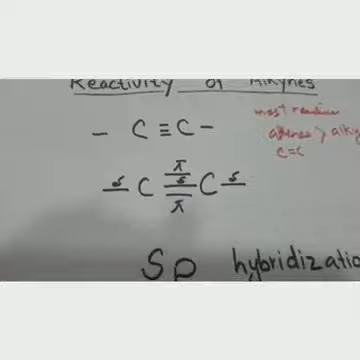 Reactivity of Alkynes
most reactive
– C ≡ C –
alkenes > alky
C=C
π
σ C σ C σ
π
Sp hybridizatio